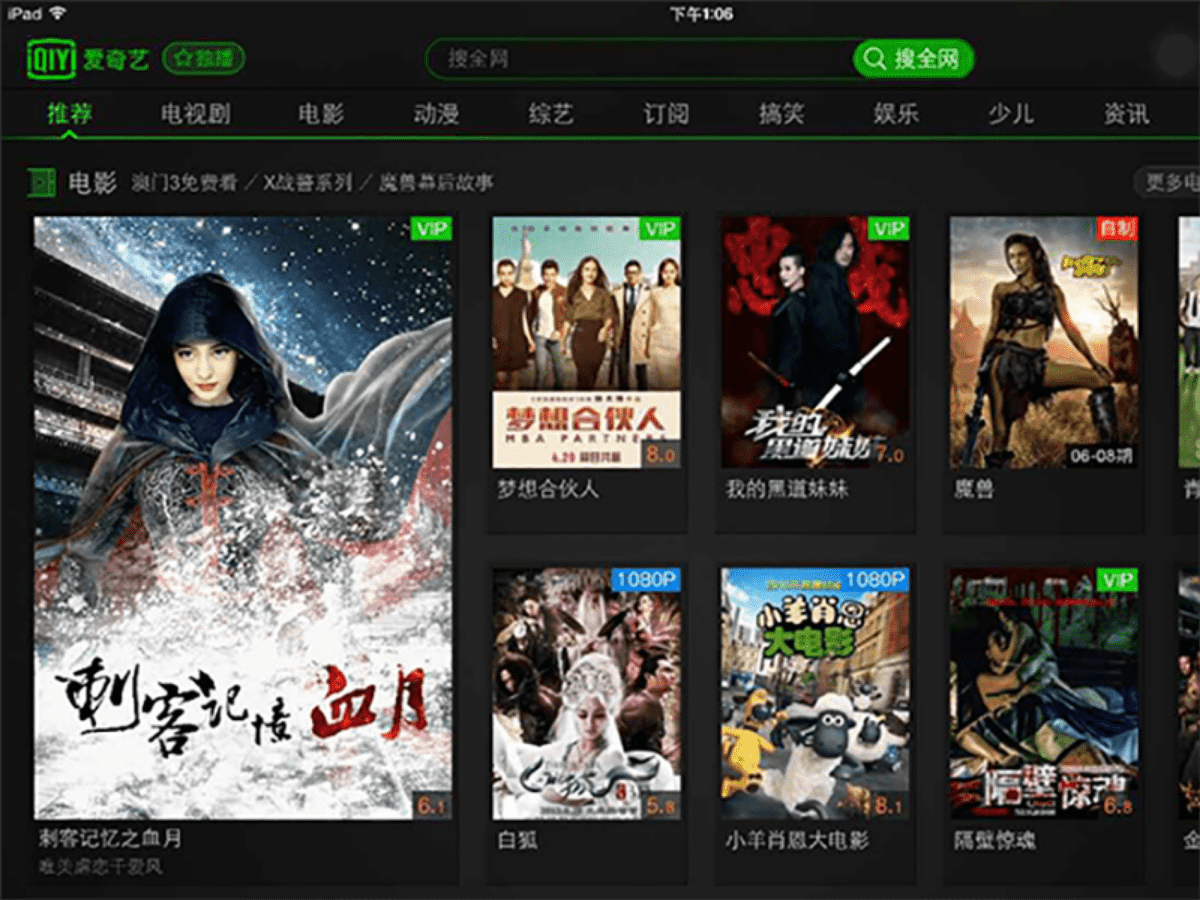 iPad 下午1:06
QIY 爱奇艺 ☆独播 搜全网 搜全网
推荐 电视剧 电影 动漫 综艺 订阅 搞笑 娱乐 少儿 资讯
电影 澳门3免费看 / X战警系列 / 魔兽幕后故事 更多电
VIP
刺客记忆 血月
6.1
刺客记忆之血月
唯美虐恋千爱风
VIP
梦想合伙人
MBA PARTNERS
4.29
8.0
梦想合伙人
VIP
我的
黑道妹妹
7.0
我的黑道妹妹
自制
06-08期
魔兽
1080P
白狐
5.8
白狐
1080P
小羊肖恩
大电影
8.1
小羊肖恩大电影
VIP
隔壁惊魂
6.8
隔壁惊魂